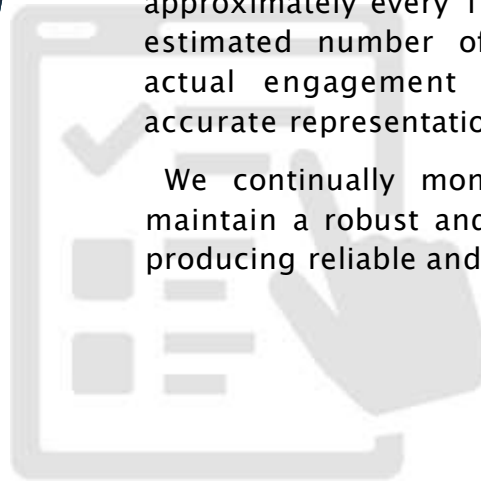 approximately every
estimated number of
actual engagement
accurate representatio
We continually mon
maintain a robust and
producing reliable and